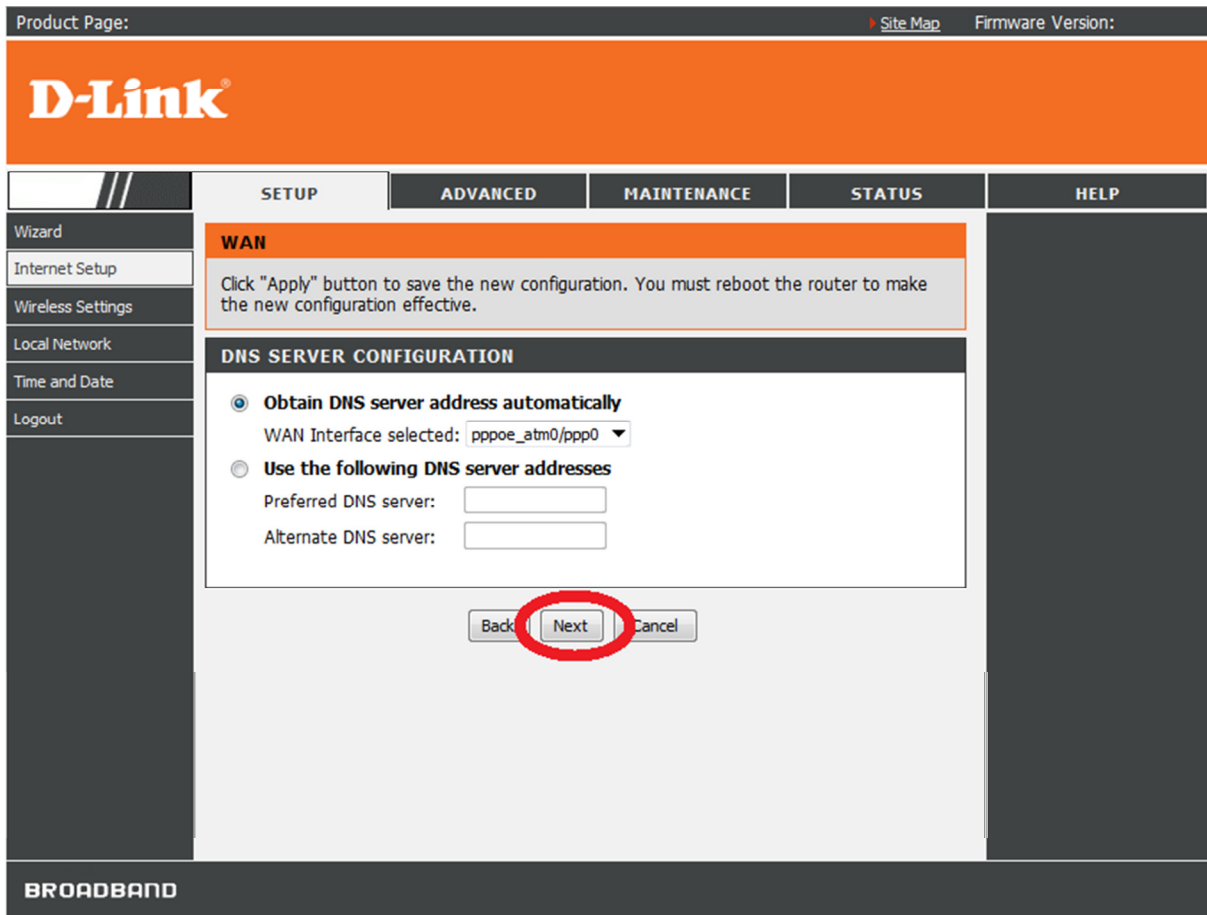 Product Page:
Site Map
Firmware Version:
D-Link®
SETUP
ADVANCED
MAINTENANCE
STATUS
HELP
Wizard
Internet Setup
Wireless Settings
Local Network
Time and Date
Logout
WAN
Click "Apply" button to save the new configuration. You must reboot the router to make
the new configuration effective.
DNS SERVER CONFIGURATION
Obtain DNS server address automatically
WAN Interface selected: pppoe_atm0/ppp0
Use the following DNS server addresses
Preferred DNS server:
Alternate DNS server:
Back Next Cancel
BROADBAND